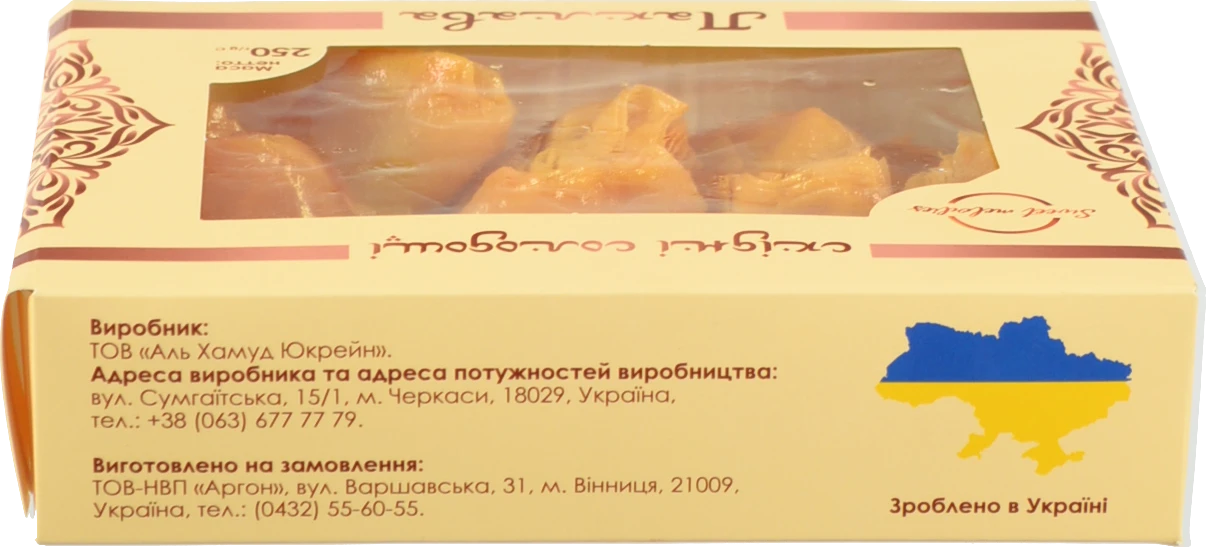 Пахлава
Маса
нетто:
250 г/g ℮
Sweet melodies
східні солодощі
Виробник:
ТОВ «Аль Хамуд Юкрейн».
Адреса виробника та адреса потужностей виробництва:
вул. Сумгаїтська, 15/1, м. Черкаси, 18029, Україна,
тел.: +38 (063) 677 77 79.
Виготовлено на замовлення:
ТОВ-НВП «Аргон», вул. Варшавська, 31, м. Вінниця, 21009,
Україна, тел.: (0432) 55-60-55.
Зроблено в Україні